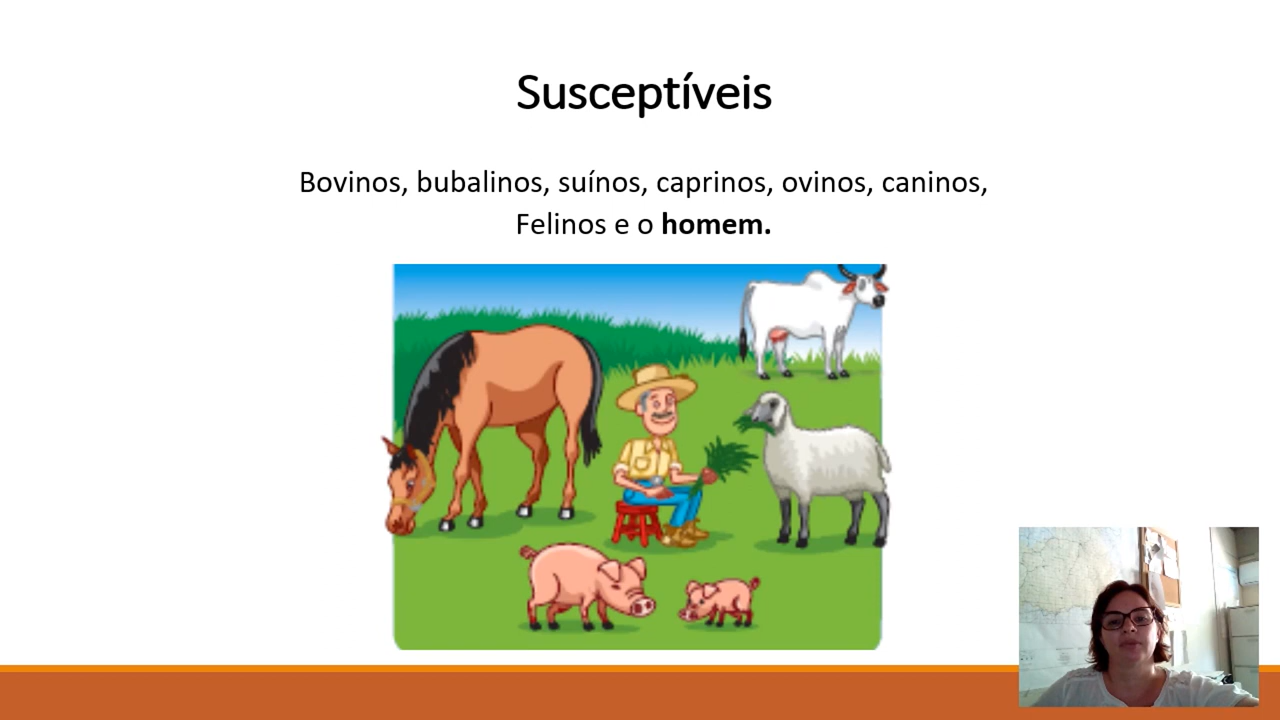 Susceptíveis
Bovinos, bubalinos, suínos, caprinos, ovinos, caninos,
Felinos e o homem.